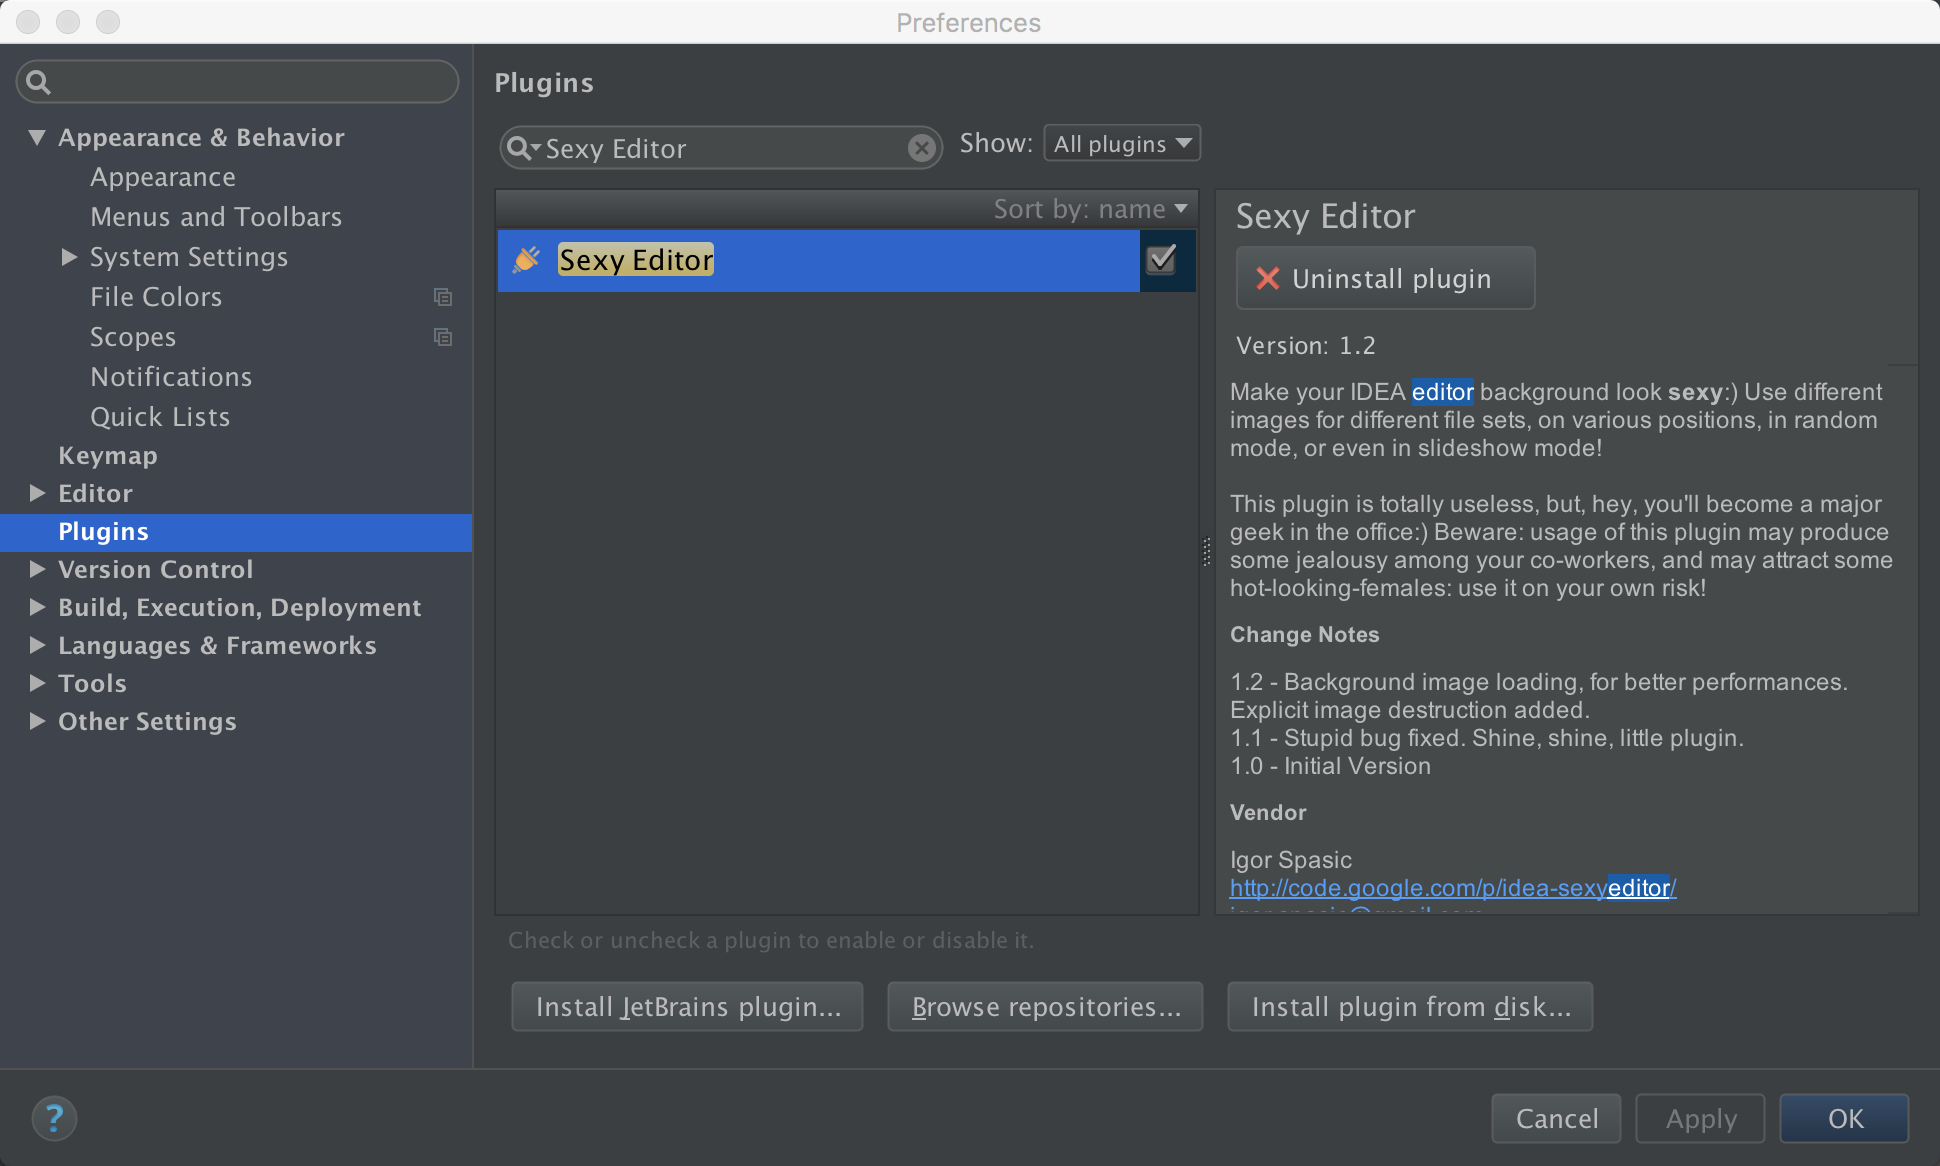 Preferences
Appearance & Behavior
Appearance
Menus and Toolbars
System Settings
File Colors
Scopes
Notifications
Quick Lists
Keymap
Editor
Plugins
Version Control
Build, Execution, Deployment
Languages & Frameworks
Tools
Other Settings
Plugins
Sexy Editor
Show: All plugins
Sort by: name
Sexy Editor
Sexy Editor
Uninstall plugin
Version: 1.2
Make your IDEA editor background look sexy:) Use different
images for different file sets, on various positions, in random
mode, or even in slideshow mode!
This plugin is totally useless, but, hey, you'll become a major
geek in the office:) Beware: usage of this plugin may produce
some jealousy among your co-workers, and may attract some
hot-looking-females: use it on your own risk!
Change Notes
1.2 - Background image loading, for better performances.
Explicit image destruction added.
1.1 - Stupid bug fixed. Shine, shine, little plugin.
1.0 - Initial Version
Vendor
Igor Spasic
http://code.google.com/p/idea-sexyeditor/
Check or uncheck a plugin to enable or disable it.
Install JetBrains plugin...
Browse repositories...
Install plugin from disk...
?
Cancel
Apply
OK